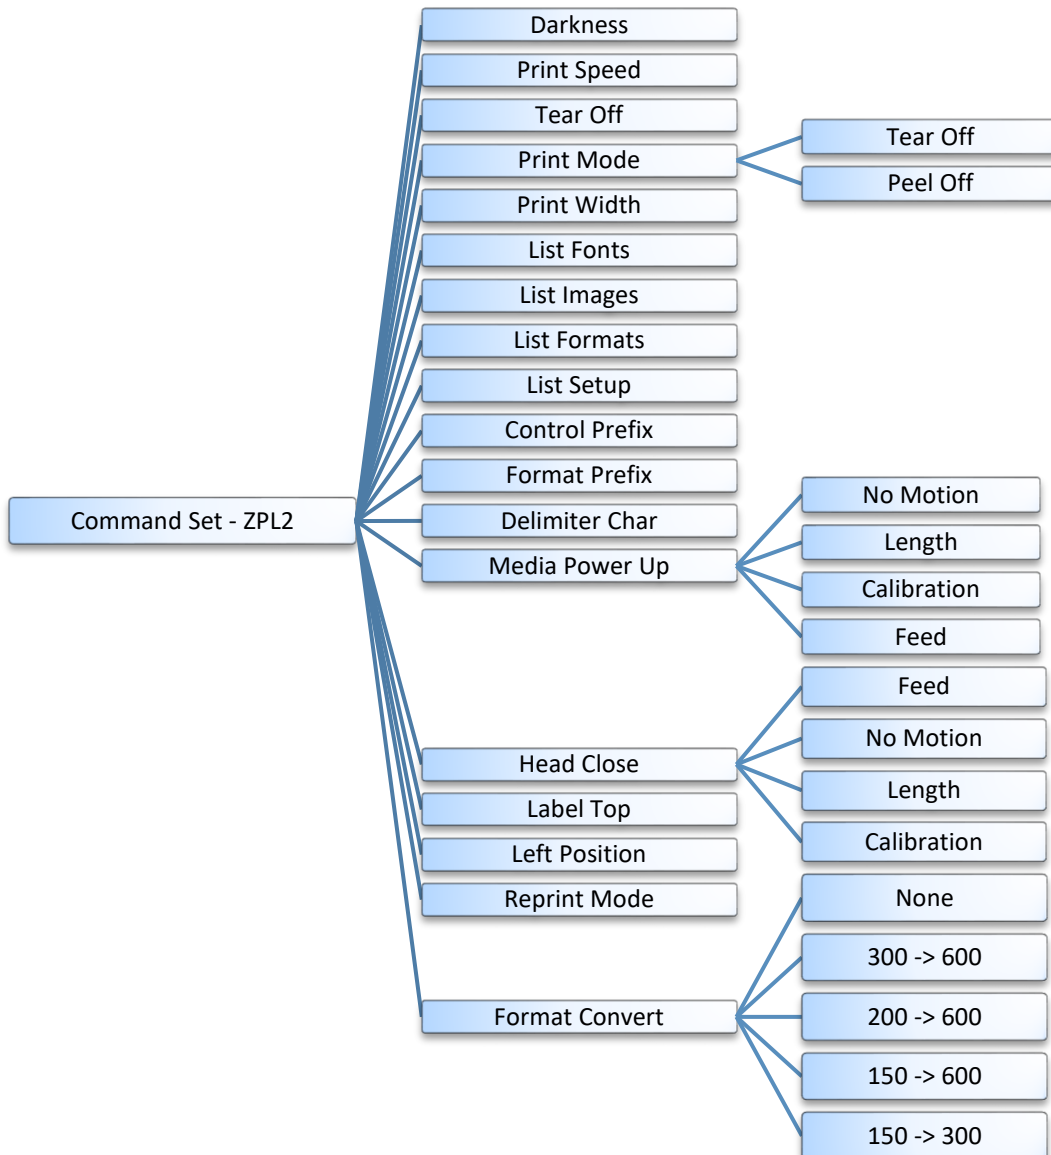 Command Set - ZPL2
Darkness
Print Speed
Tear Off
Print Mode
Tear Off
Peel Off
Print Width
List Fonts
List Images
List Formats
List Setup
Control Prefix
Format Prefix
Delimiter Char
Media Power Up
No Motion
Length
Calibration
Feed
Head Close
Feed
No Motion
Length
Calibration
Label Top
Left Position
Reprint Mode
Format Convert
None
300 -> 600
200 -> 600
150 -> 600
150 -> 300